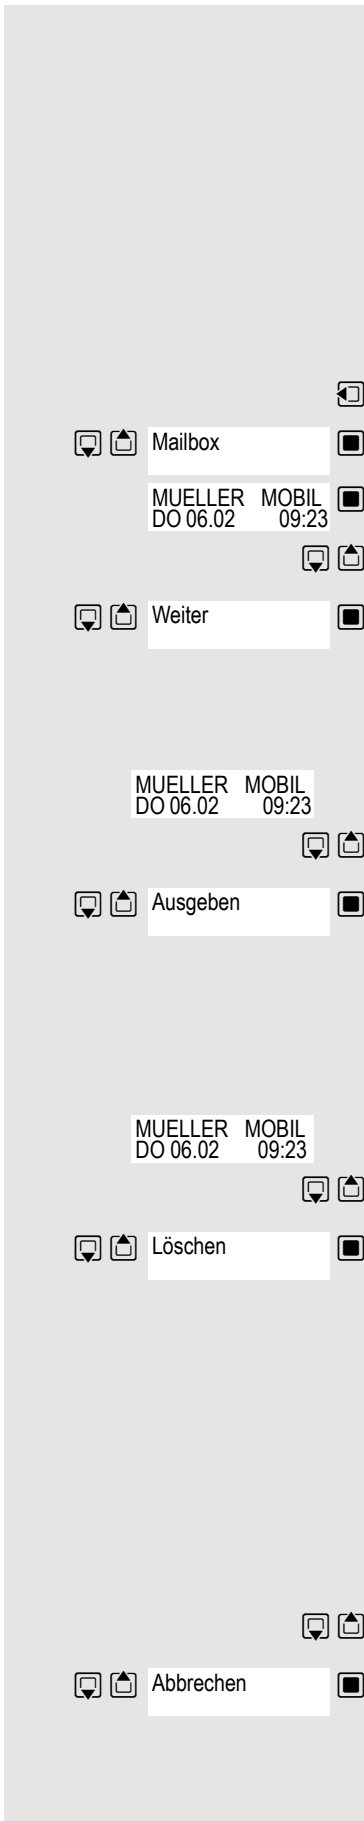 Mailbox
MUELLER MOBIL
DO 06.02 09:23
Weiter
MUELLER MOBIL
DO 06.02 09:23
Ausgeben
MUELLER MOBIL
DO 06.02 09:23
Löschen
Abbrechen